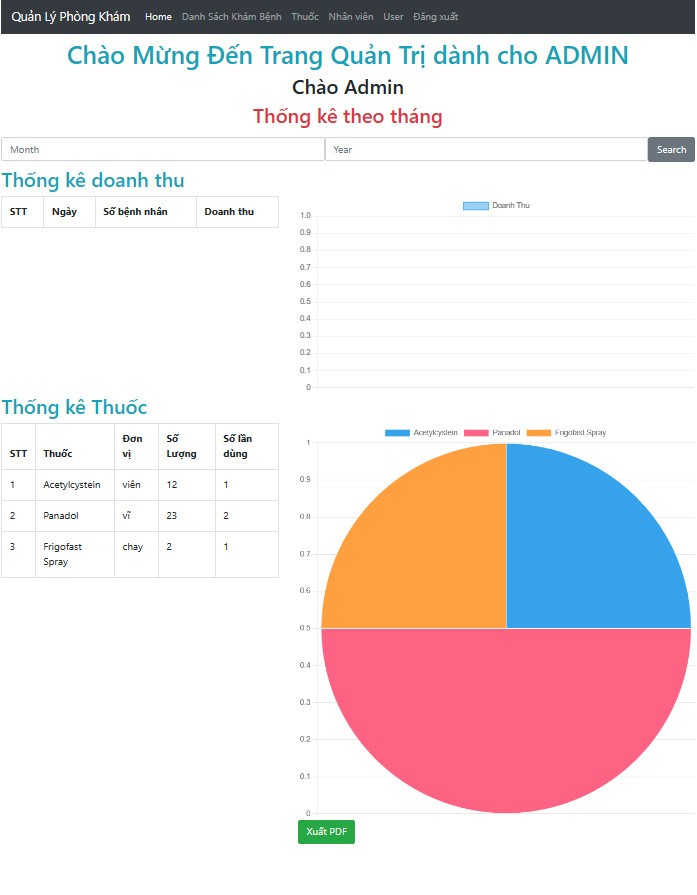 Quản Lý Phòng Khám Home Danh Sách Khám Bệnh Thuốc Nhân viên User Đăng xuất
Chào Mừng Đến Trang Quản Trị dành cho ADMIN
Chào Admin
Thống kê theo tháng
Month Year Search
Thống kê doanh thu
STT Ngày Số bệnh nhân Doanh thu
Doanh Thu
1.0
0.9
0.8
0.7
0.6
0.5
0.4
0.3
0.2
0.1
0
Thống kê Thuốc
STT Thuốc Đơn vị Số Lượng Số lần dùng
1 Acetylcystein viên 12 1
2 Panadol vĩ 23 2
3 Frigofast Spray chay 2 1
Acetylcystein Panadol Frigofast Spray
1
0.9
0.8
0.7
0.6
0.5
0.4
0.3
0.2
0.1
0
Xuất PDF